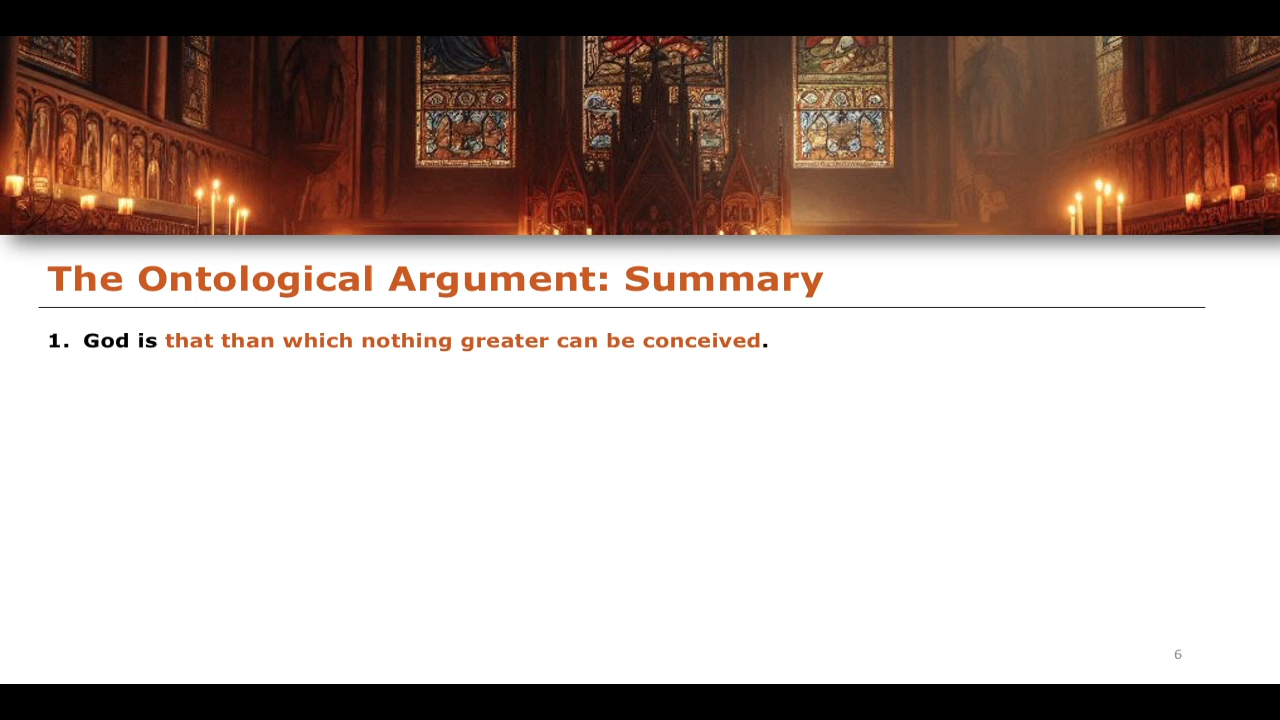 The Ontological Argument: Summary
1. God is that than which nothing greater can be conceived.
6